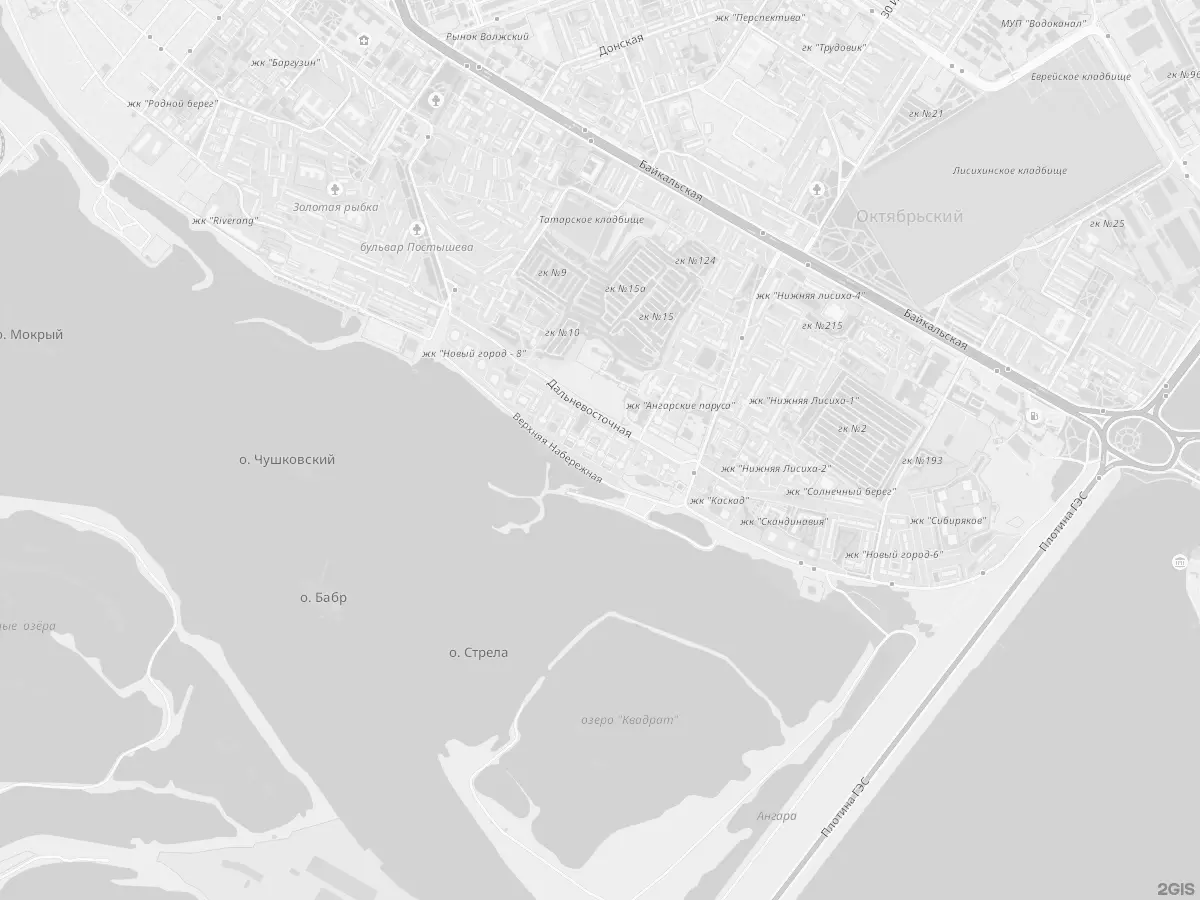 30 И
жк "Перспектива"
МУП "Водоканал"
Рынок Волжский
Донская
гк "Трудовик"
жк "Баргузин"
Еврейское кладбище
гк №96
жк "Родной берег"
гк №21
Байкальская
Лисихинское кладбище
Золотая рыбка
жк "Riverang"
Татарское кладбище
Октябрьский
гк №25
бульвар Постышева
гк №124
гк №9
гк №15а
жк "Нижняя лисиха-4"
гк №15
гк №215
Байкальская
о. Мокрый
гк №10
жк "Новый город - 8"
Дальневосточная
жк "Ангарские паруса"
жк "Нижняя Лисиха-1"
гк №2
Верхняя Набережная
о. Чушковский
гк №193
жк "Нижняя Лисиха-2"
жк "Солнечный берег"
жк "Каскад"
жк "Скандинавия"
жк "Сибиряков"
Плотина ГЭС
жк "Новый город-6"
о. Бабр
ые озёра
о. Стрела
озеро "Квадрат"
Ангара
Плотина ГЭС
2GIS